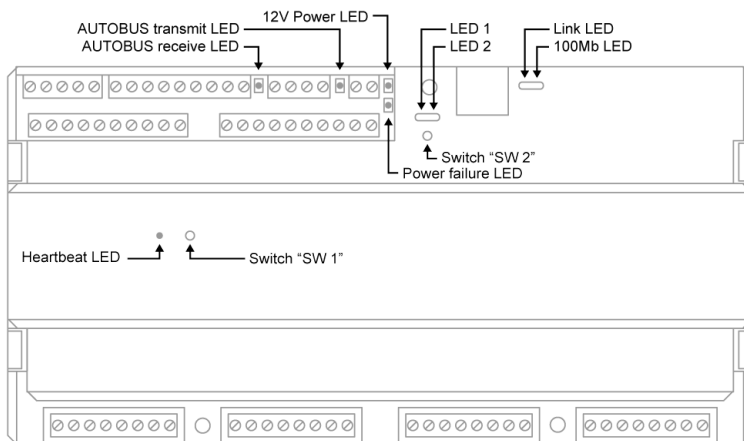 12V Power LED
AUTOBUS transmit LED
AUTOBUS receive LED
LED 1
LED 2
Link LED
100Mb LED
Switch “SW 2”
Power failure LED
Heartbeat LED
Switch “SW 1”